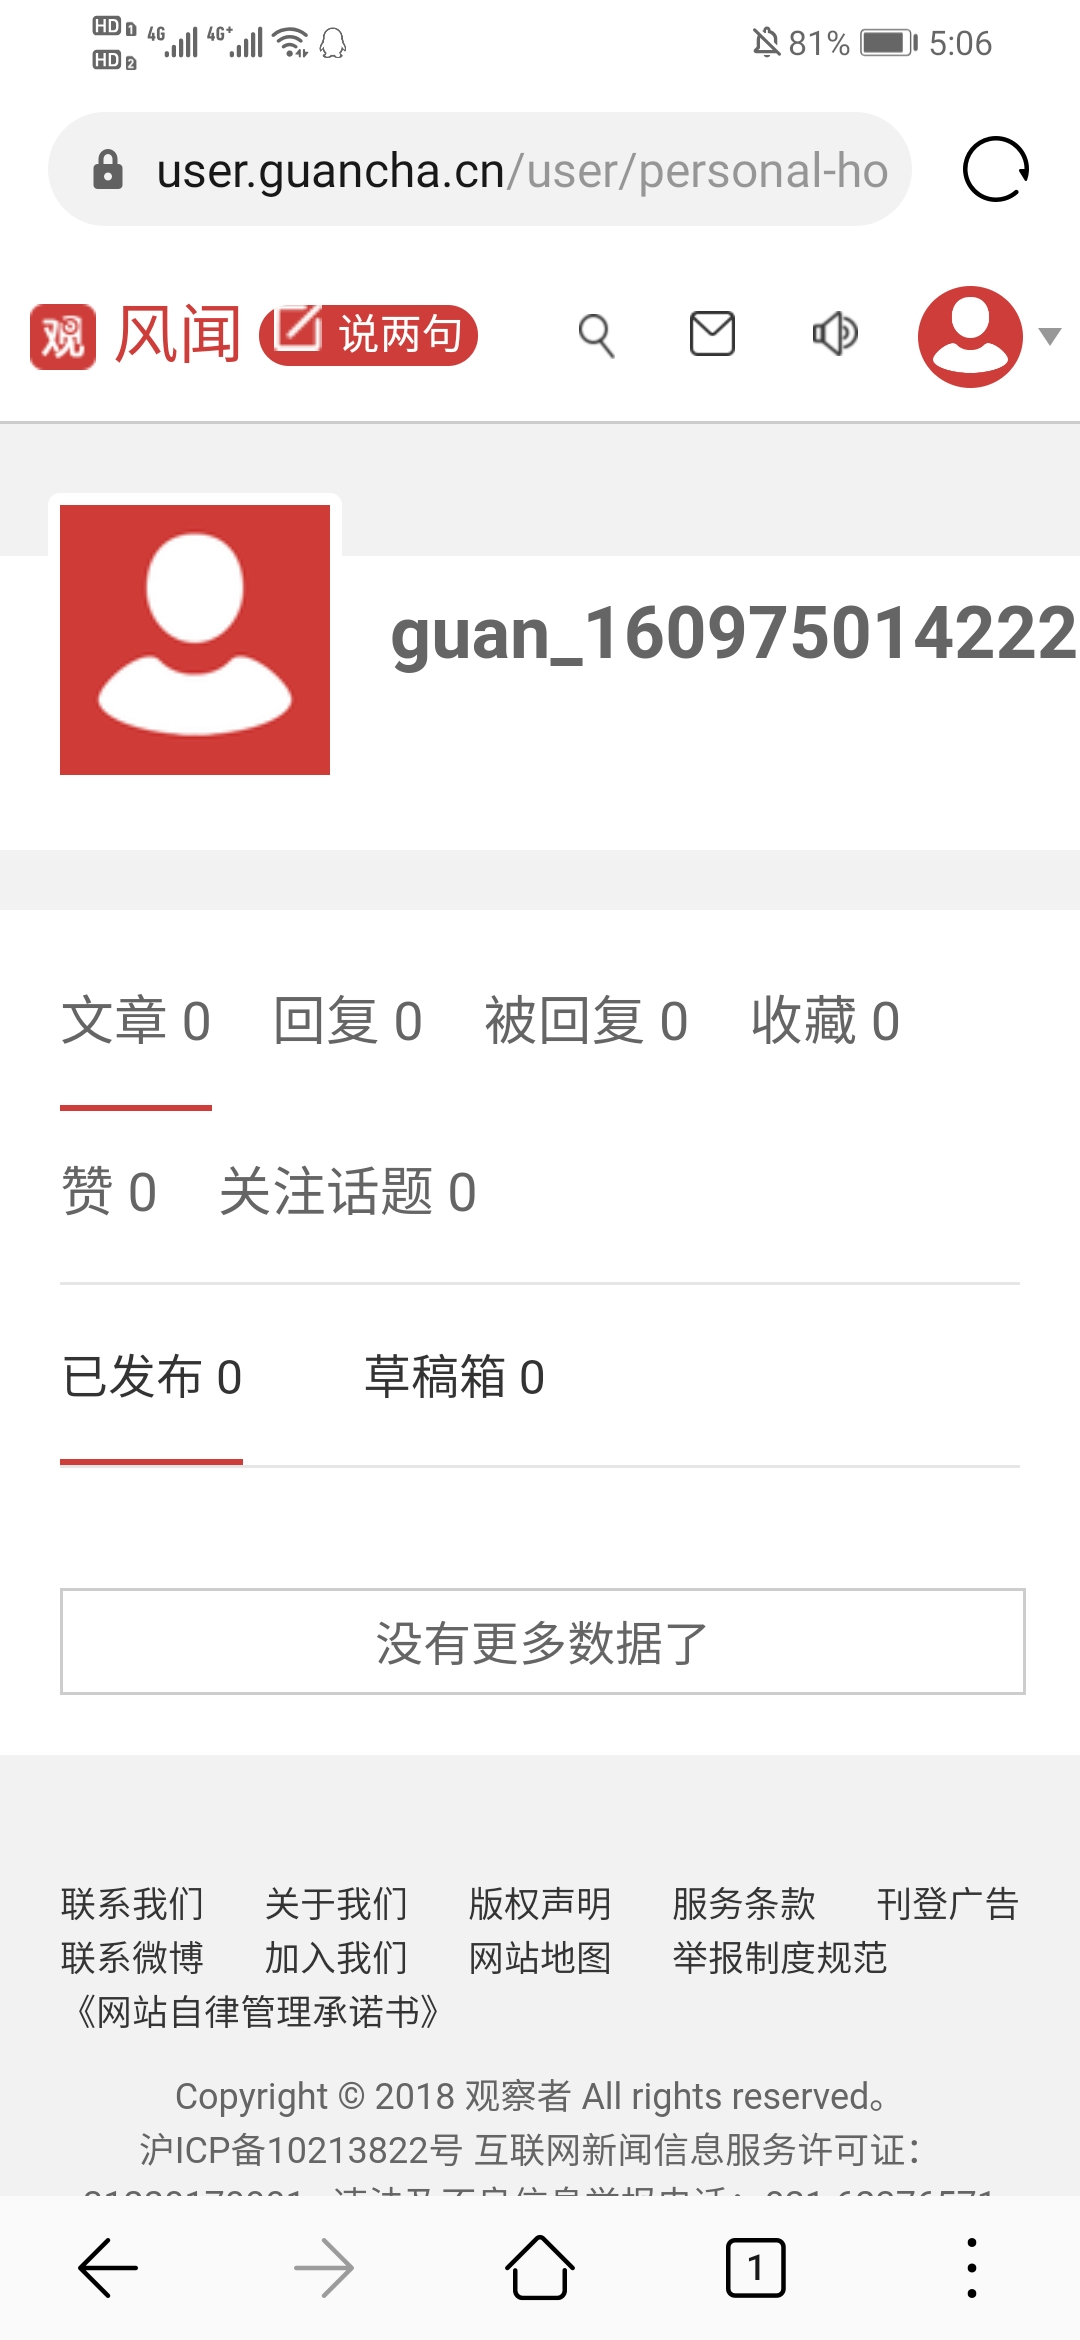 HD 1 4G 4G+ 81% 5:06
HD 2
user.guancha.cn/user/personal-ho
观 风闻 说两句
guan_160975014222
文章 0 回复 0 被回复 0 收藏 0
赞 0 关注话题 0
已发布 0 草稿箱 0
没有更多数据了
联系我们 关于我们 版权声明 服务条款 刊登广告
联系微博 加入我们 网站地图 举报制度规范
《网站自律管理承诺书》
Copyright © 2018 观察者 All rights reserved。
沪ICP备10213822号 互联网新闻信息服务许可证：
1